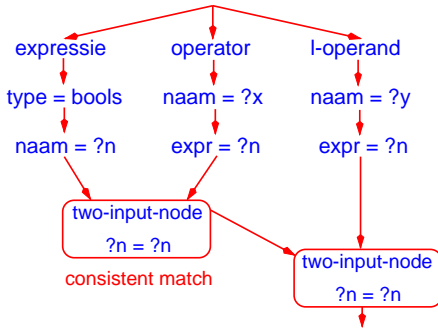 expressie operator l-operand
type = bools naam = ?x naam = ?y
naam = ?n expr = ?n expr = ?n
two-input-node
?n = ?n
consistent match
two-input-node
?n = ?n